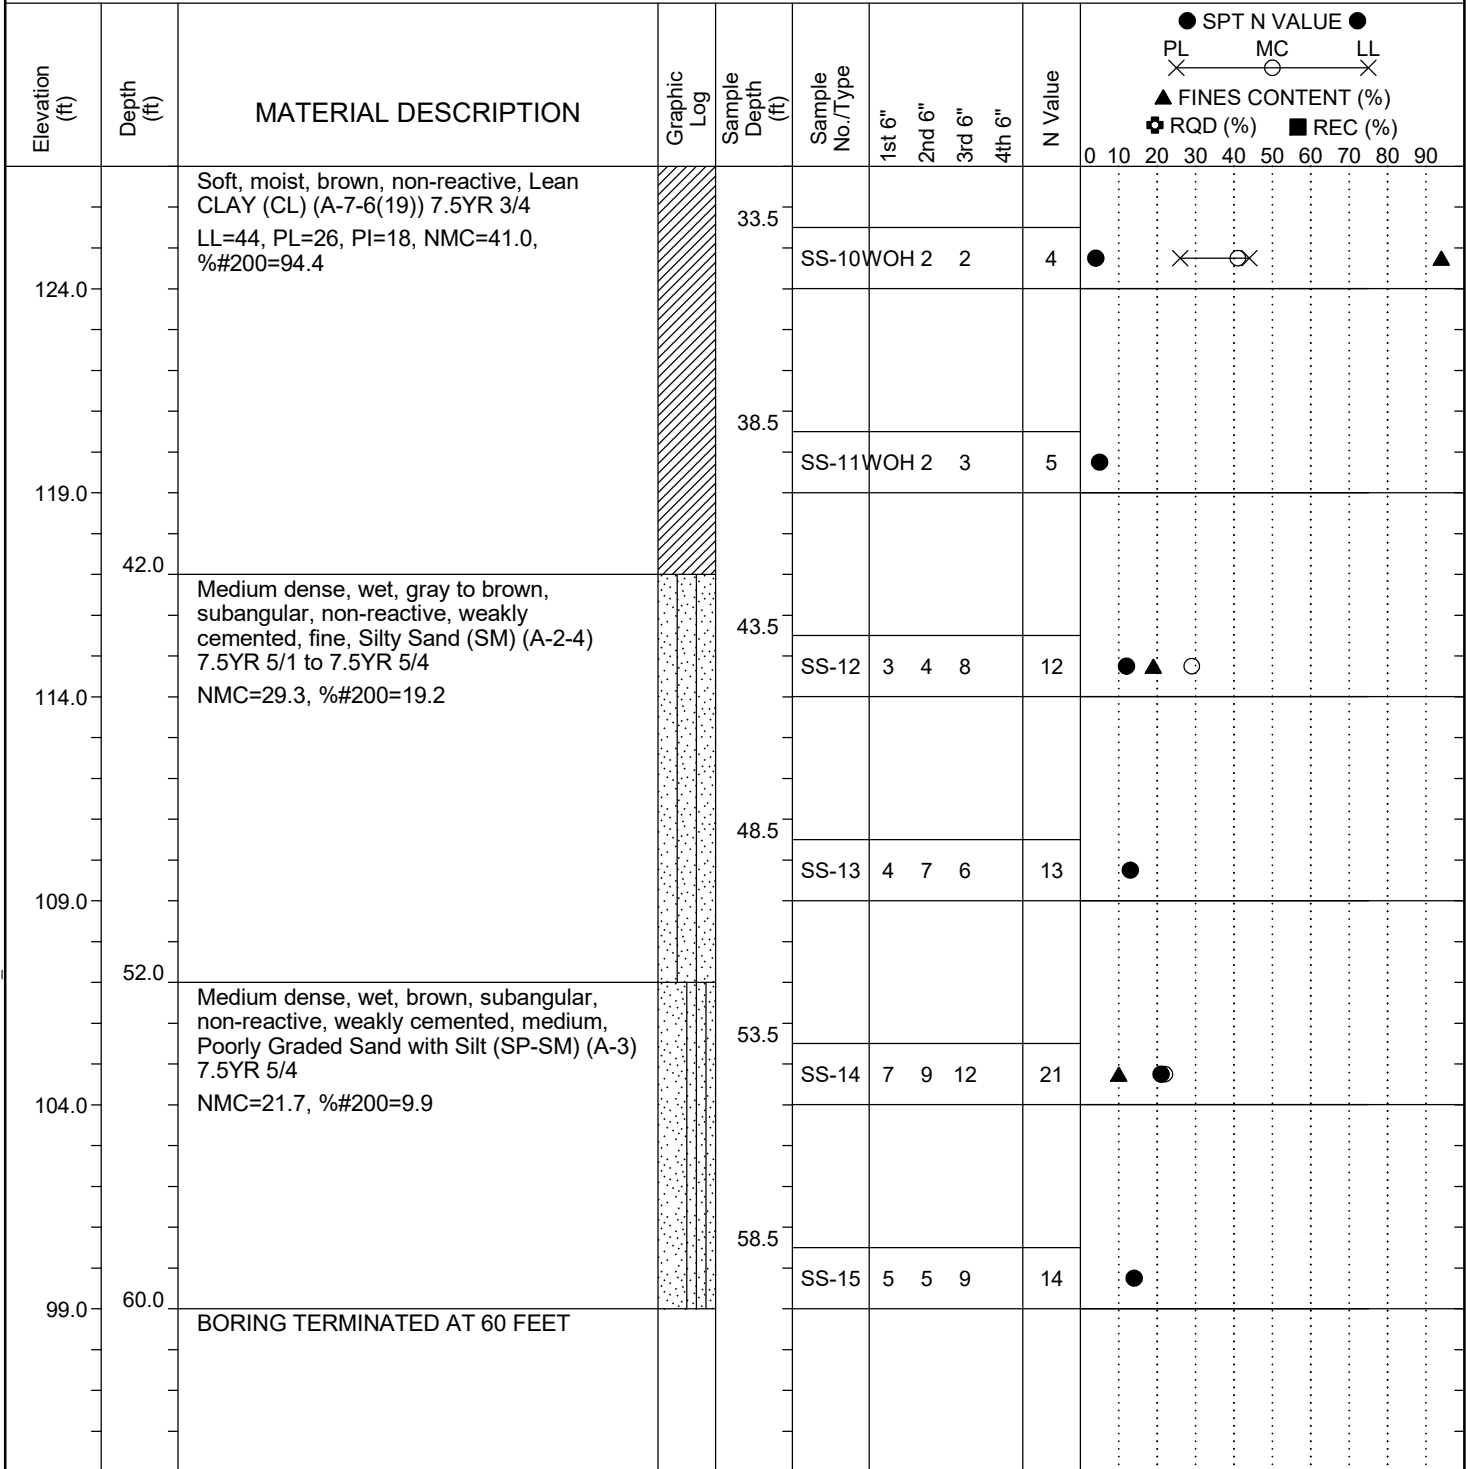 ● SPT N VALUE ●
PL MC LL
▲ FINES CONTENT (%)
RQD (%) ■ REC (%)
Elevation (ft)
Depth (ft)
MATERIAL DESCRIPTION
Graphic Log
Sample Depth (ft)
Sample No./Type
1st 6"
2nd 6"
3rd 6"
4th 6"
N Value
0 10 20 30 40 50 60 70 80 90
Soft, moist, brown, non-reactive, Lean
CLAY (CL) (A-7-6(19)) 7.5YR 3/4
33.5
LL=44, PL=26, PI=18, NMC=41.0,
%#200=94.4
SS-10 WOH 2 2 4
124.0
38.5
SS-11 WOH 2 3 5
119.0
42.0
Medium dense, wet, gray to brown,
subangular, non-reactive, weakly
43.5
cemented, fine, Silty Sand (SM) (A-2-4)
7.5YR 5/1 to 7.5YR 5/4
SS-12 3 4 8 12
114.0
NMC=29.3, %#200=19.2
48.5
SS-13 4 7 6 13
109.0
52.0
Medium dense, wet, brown, subangular,
non-reactive, weakly cemented, medium,
53.5
Poorly Graded Sand with Silt (SP-SM) (A-3)
7.5YR 5/4
SS-14 7 9 12 21
104.0
NMC=21.7, %#200=9.9
58.5
SS-15 5 5 9 14
60.0
99.0
BORING TERMINATED AT 60 FEET